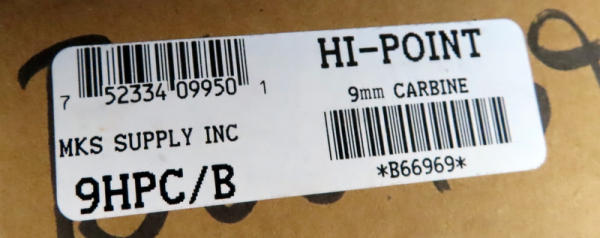 7 52334 09950 1
MKS SUPPLY INC
9HPC/B
HI-POINT
9mm CARBINE
*B66969*